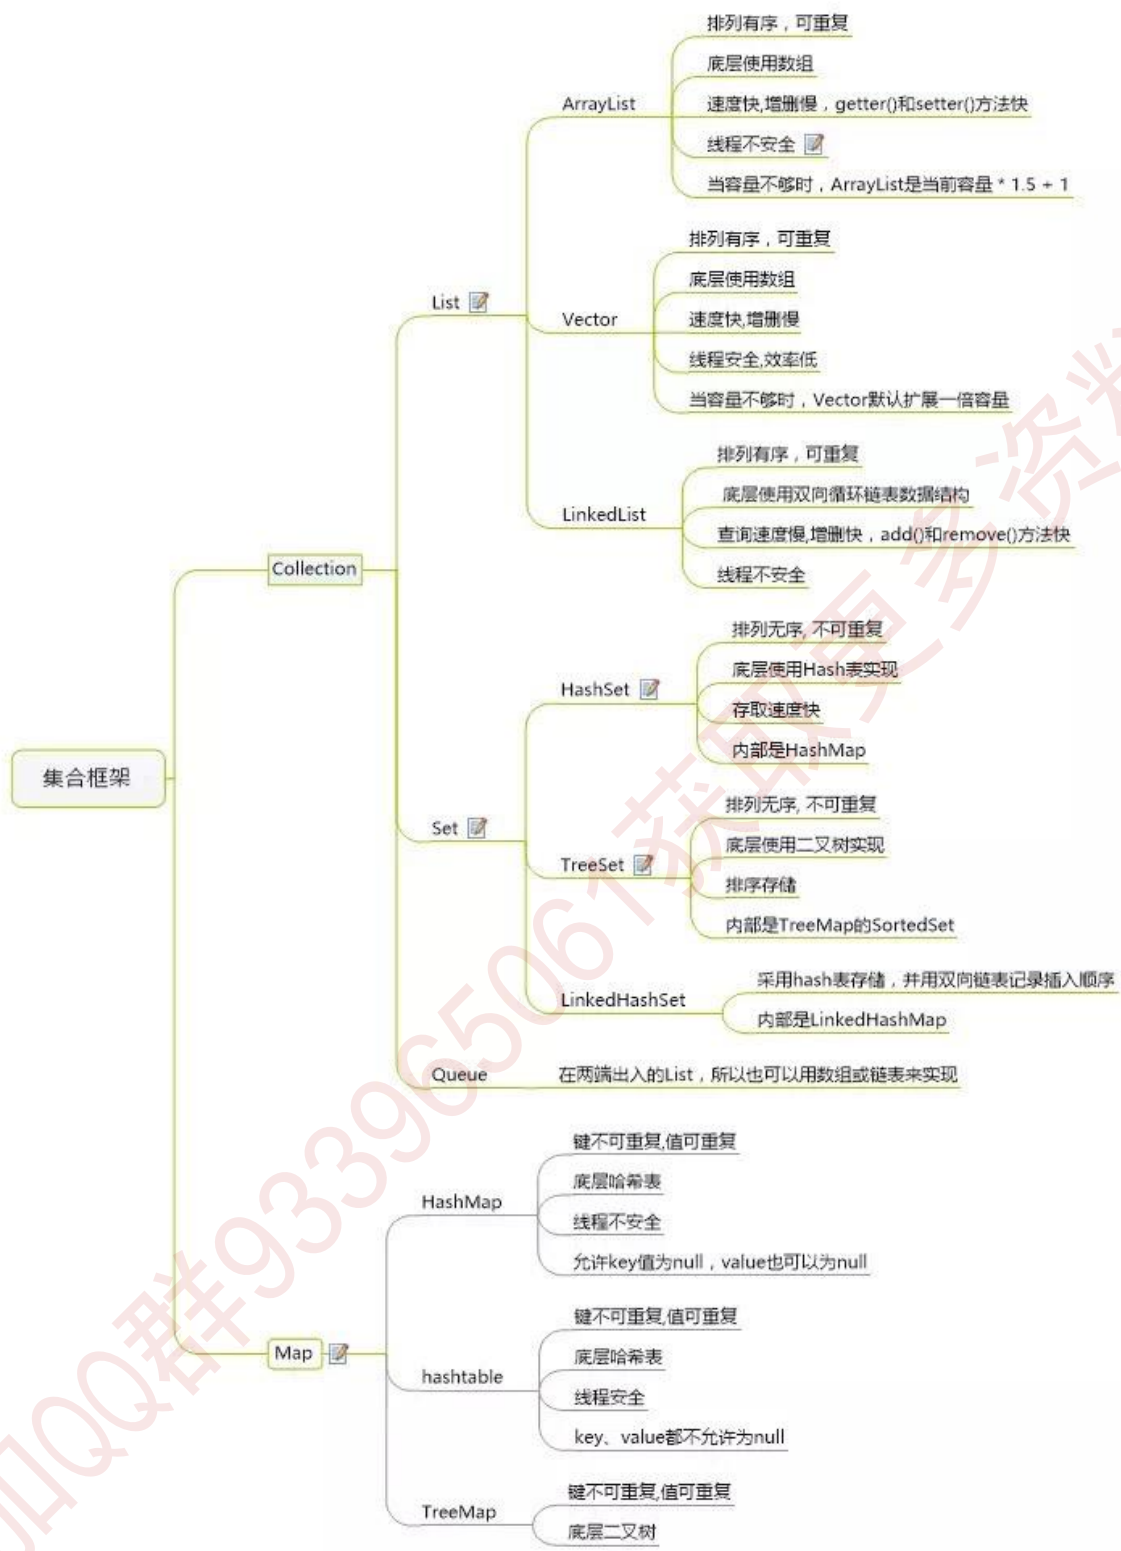 集合框架
Collection
List
ArrayList
排列有序，可重复
底层使用数组
速度快,增删慢，getter()和setter()方法快
线程不安全
当容量不够时，ArrayList是当前容量 * 1.5 + 1
Vector
排列有序，可重复
底层使用数组
速度快,增删慢
线程安全,效率低
当容量不够时，Vector默认扩展一倍容量
LinkedList
排列有序，可重复
底层使用双向循环链表数据结构
查询速度慢,增删快，add()和remove()方法快
线程不安全
Set
HashSet
排列无序, 不可重复
底层使用Hash表实现
存取速度快
内部是HashMap
TreeSet
排列无序, 不可重复
底层使用二叉树实现
排序存储
内部是TreeMap的SortedSet
LinkedHashSet
采用hash表存储，并用双向链表记录插入顺序
内部是LinkedHashMap
Queue
在两端出入的List，所以也可以用数组或链表来实现
Map
HashMap
键不可重复,值可重复
底层哈希表
线程不安全
允许key值为null，value也可以为null
hashtable
键不可重复,值可重复
底层哈希表
线程安全
key、value都不允许为null
TreeMap
键不可重复,值可重复
底层二叉树
加QQ群933965061获取更多资料